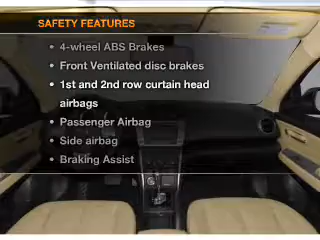 SAFETY FEATURES
• 4-wheel ABS Brakes
• Front Ventilated disc brakes
• 1st and 2nd row curtain head
airbags
• Passenger Airbag
• Side airbag
• Braking Assist